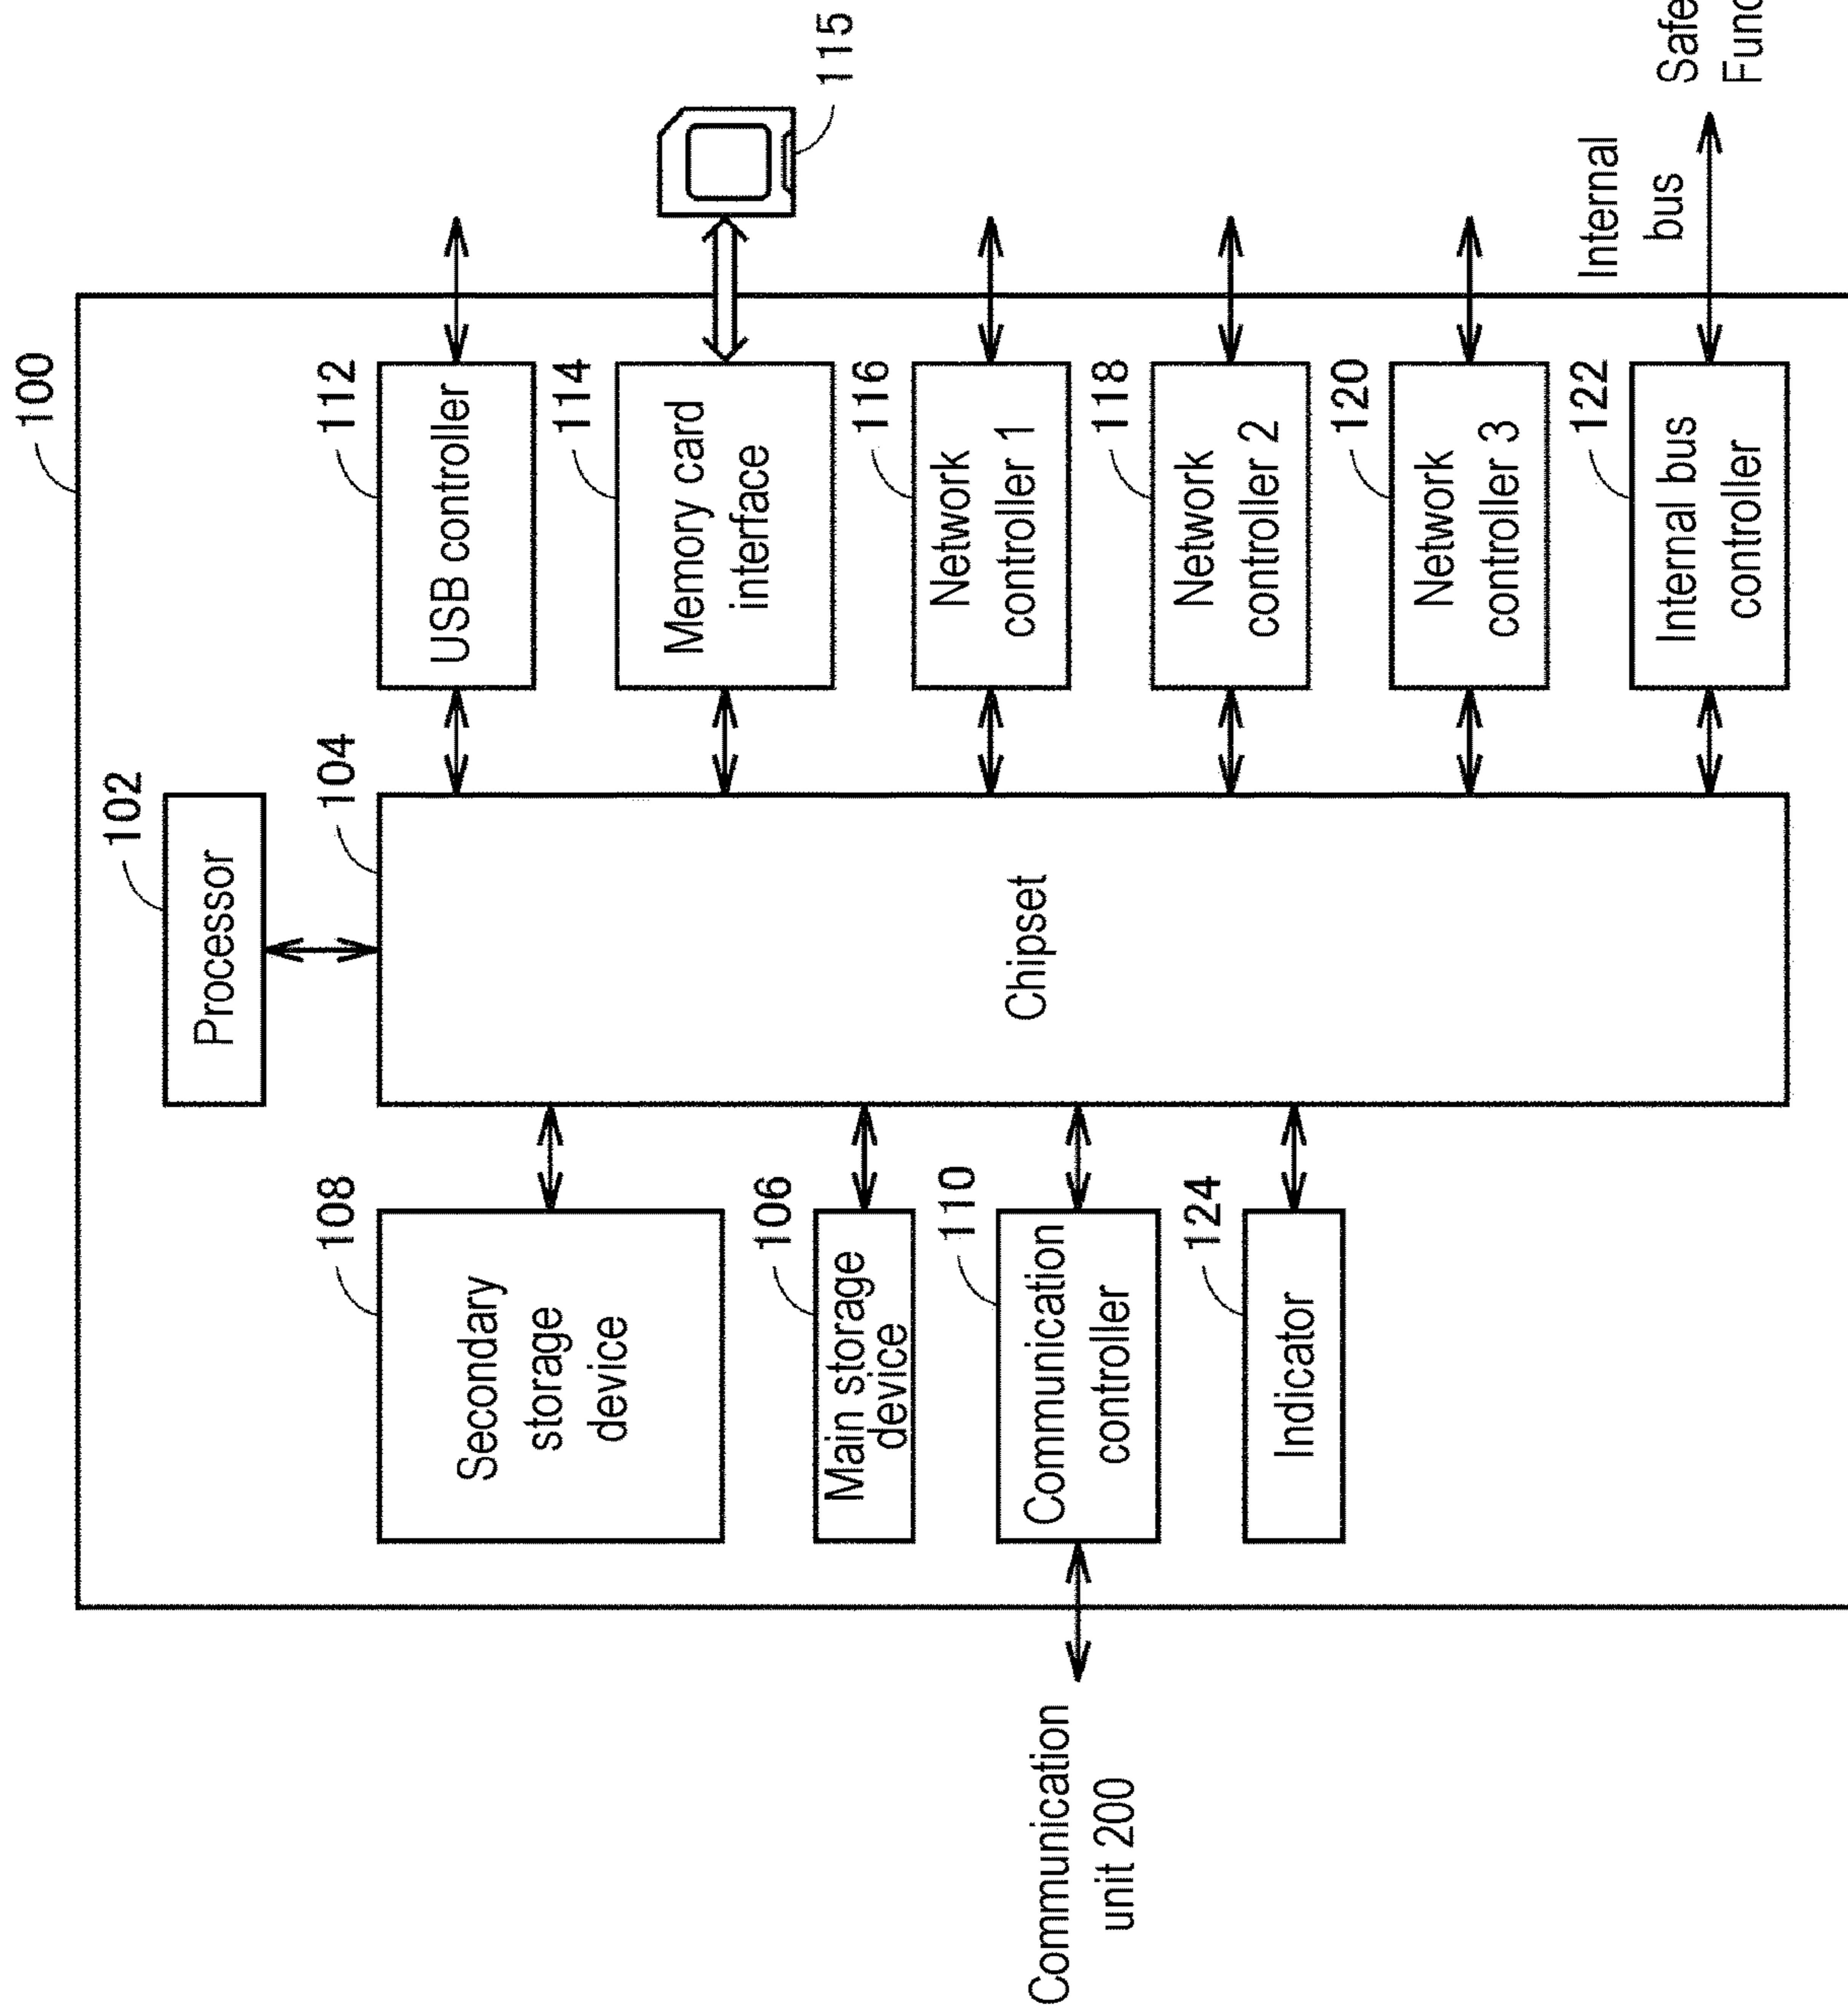 100
102
Processor
104
Chipset
108
Secondary
storage
device
106
Main storage
device
110
Communication
controller
124
Indicator
Communication
unit 200
112
USB controller
114
Memory card
interface
115
116
Network
controller 1
118
Network
controller 2
120
Network
controller 3
122
Internal bus
controller
Internal
bus
Safe
Func